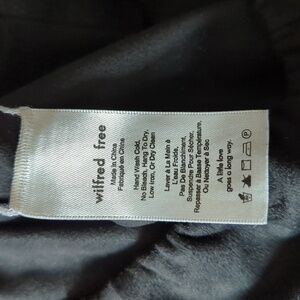 wilfred free
Made in China
Fabriqué en Chine
Hand Wash Cold,
No Bleach, Hang To Dry,
Low Iron, Or Dry Clean
Laver à La Main à
L'eau Froide,
Pas De Blanchiment,
Suspendre Pour Sécher,
Repasser Basse Température,
Ou Nettoyer à Sec
A little love
goes a long way.